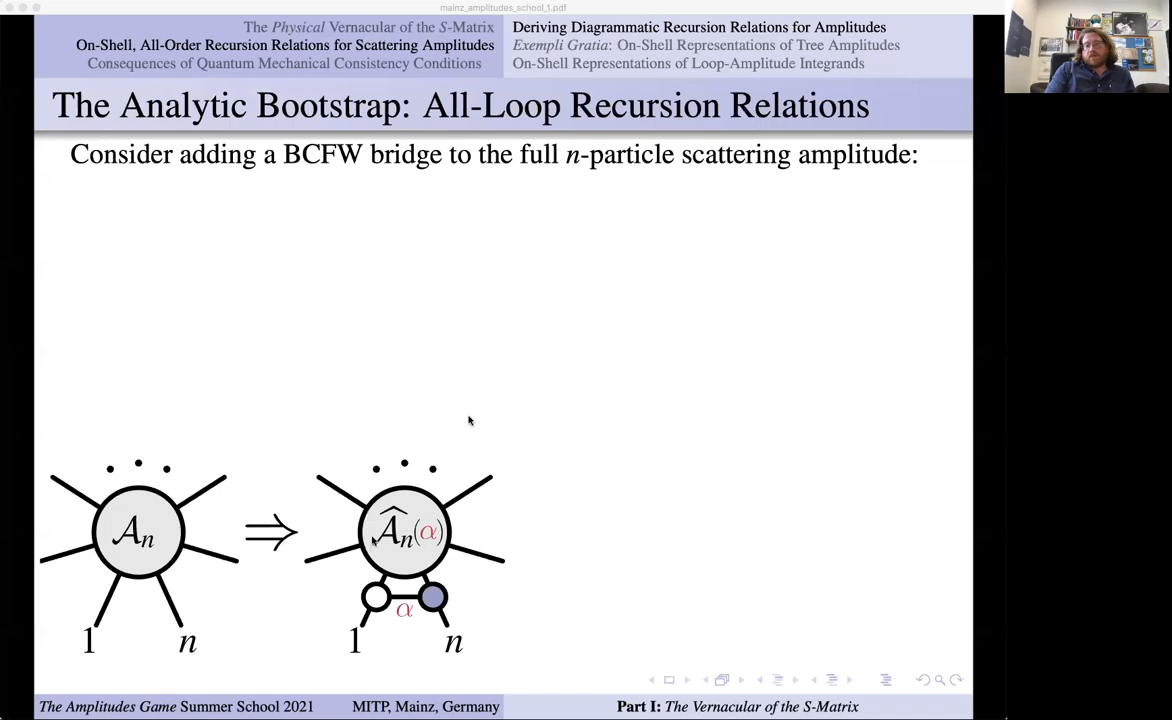 mainz_amplitudes_school_1.pdf
The Physical Vernacular of the S-Matrix
On-Shell, All-Order Recursion Relations for Scattering Amplitudes
Consequences of Quantum Mechanical Consistency Conditions
Deriving Diagrammatic Recursion Relations for Amplitudes
Exempli Gratia: On-Shell Representations of Tree Amplitudes
On-Shell Representations of Loop-Amplitude Integrands
The Analytic Bootstrap: All-Loop Recursion Relations
Consider adding a BCFW bridge to the full n-particle scattering amplitude:
𝒜ₙ ⇒ 𝒜̂ₙ(α)
α
1 n 1 n
The Amplitudes Game Summer School 2021 MITP, Mainz, Germany Part I: The Vernacular of the S-Matrix